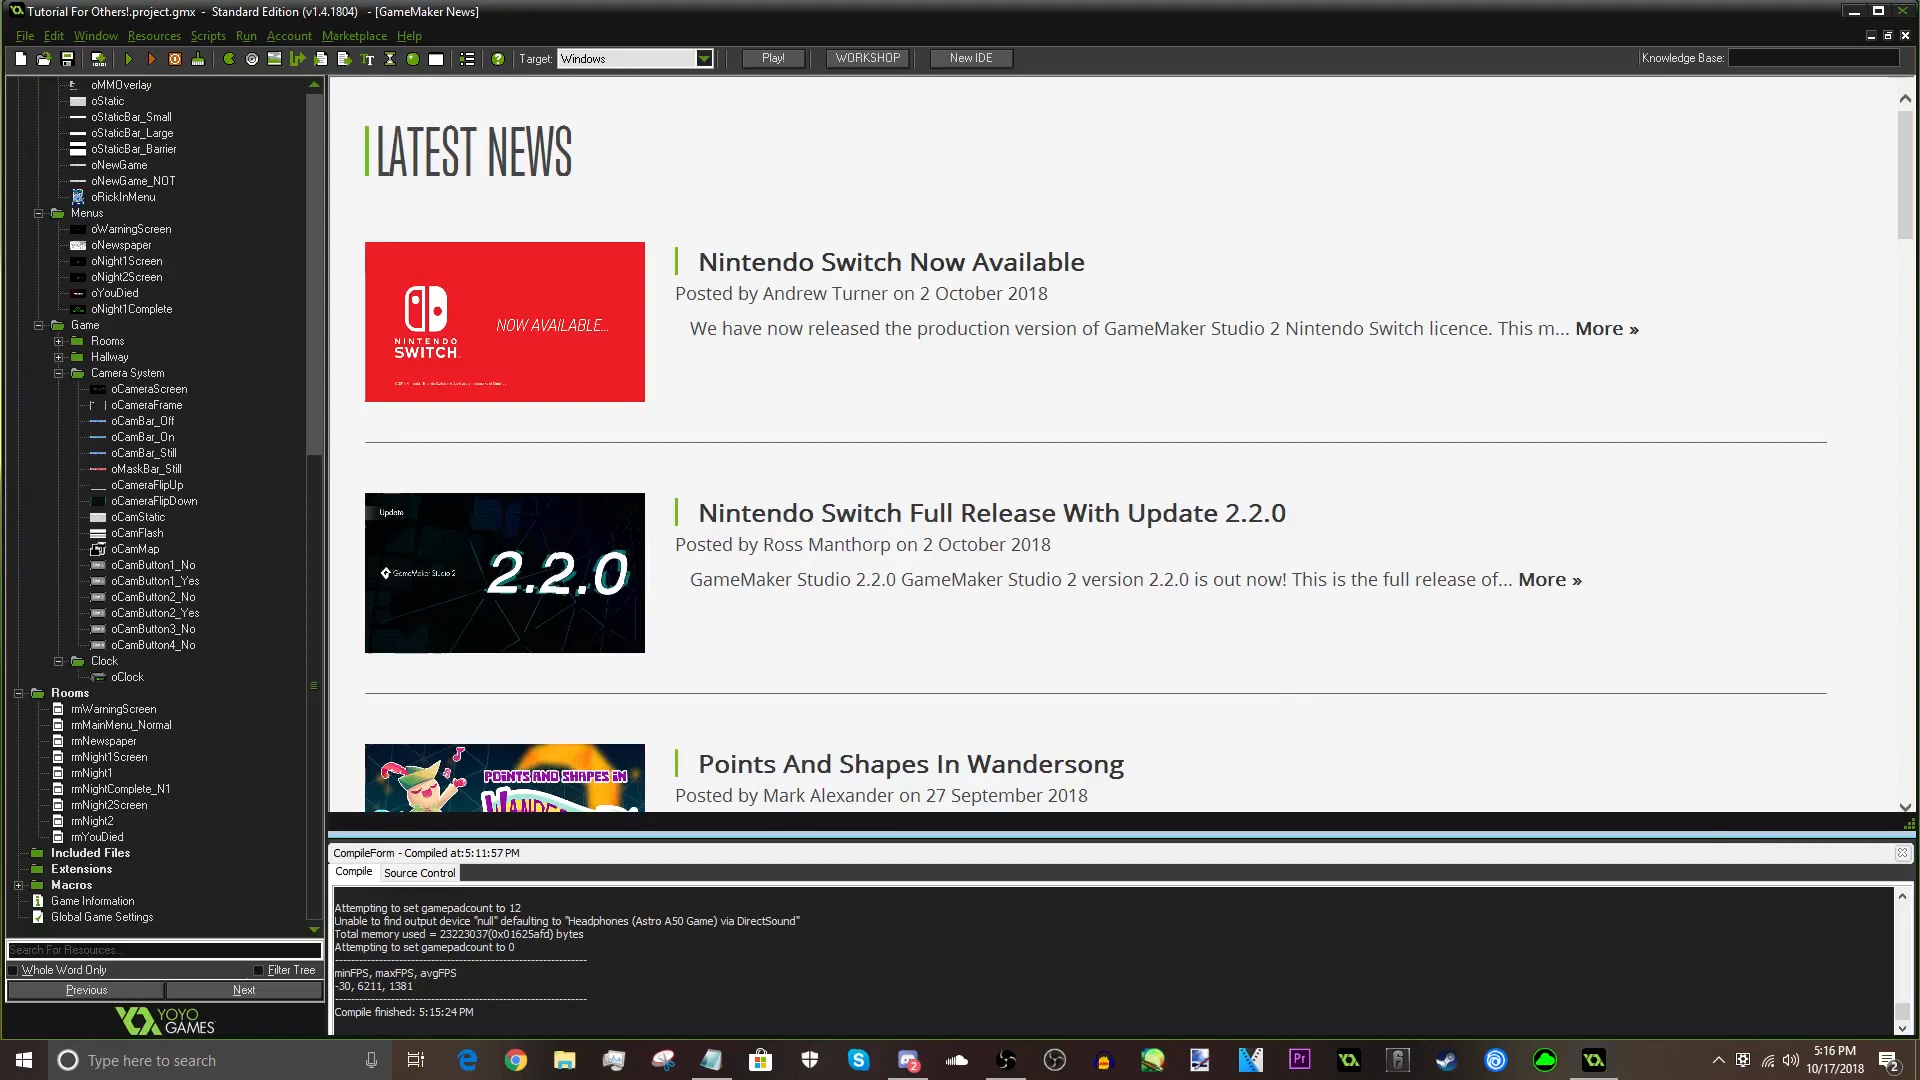 Tutorial For Others!.project.gmx - Standard Edition (v1.4.1804) - [GameMaker News]
File Edit Window Resources Scripts Run Account Marketplace Help
Target: Windows Play! WORKSHOP New IDE Knowledge Base:
oMMOverlay
oStatic
oStaticBar_Small
oStaticBar_Large
oStaticBar_Barrier
oNewGame
oNewGame_NOT
oRickInMenu
Menus
oWarningScreen
oNewspaper
oNight1Screen
oNight2Screen
oYouDied
oNight1Complete
Game
Rooms
Hallway
Camera System
oCameraScreen
oCameraFrame
oCamBar_Off
oCamBar_On
oCamBar_Still
oMaskBar_Still
oCameraFlipUp
oCameraFlipDown
oCamStatic
oCamFlash
oCamMap
oCamButton1_No
oCamButton1_Yes
oCamButton2_No
oCamButton2_Yes
oCamButton3_No
oCamButton4_No
Clock
oClock
Rooms
rmWarningScreen
rmMainMenu_Normal
rmNewspaper
rmNight1Screen
rmNight1
rmNightComplete_N1
rmNight2Screen
rmNight2
rmYouDied
Included Files
Extensions
Macros
Game Information
Global Game Settings
Search For Resources...
Whole Word Only Filter Tree
Previous Next
YOYO
GAMES
LATEST NEWS
NINTENDO
SWITCH
NOW AVAILABLE...
Nintendo Switch Now Available
Posted by Andrew Turner on 2 October 2018
We have now released the production version of GameMaker Studio 2 Nintendo Switch licence. This m... More »
Update
GameMaker Studio 2
2.2.0
Nintendo Switch Full Release With Update 2.2.0
Posted by Ross Manthorp on 2 October 2018
GameMaker Studio 2.2.0 GameMaker Studio 2 version 2.2.0 is out now! This is the full release of... More »
POINTS AND SHAPES IN
Points And Shapes In Wandersong
Posted by Mark Alexander on 27 September 2018
CompileForm - Compiled at:5:11:57 PM
Compile Source Control
Attempting to set gamepadcount to 12
Unable to find output device "null" defaulting to "Headphones (Astro A50 Game) via DirectSound"
Total memory used = 23223037(0x01625afd) bytes
Attempting to set gamepadcount to 0
minFPS, maxFPS, avgFPS
-30, 6211, 1381
Compile finished: 5:15:24 PM
Type here to search
5:16 PM
10/17/2018